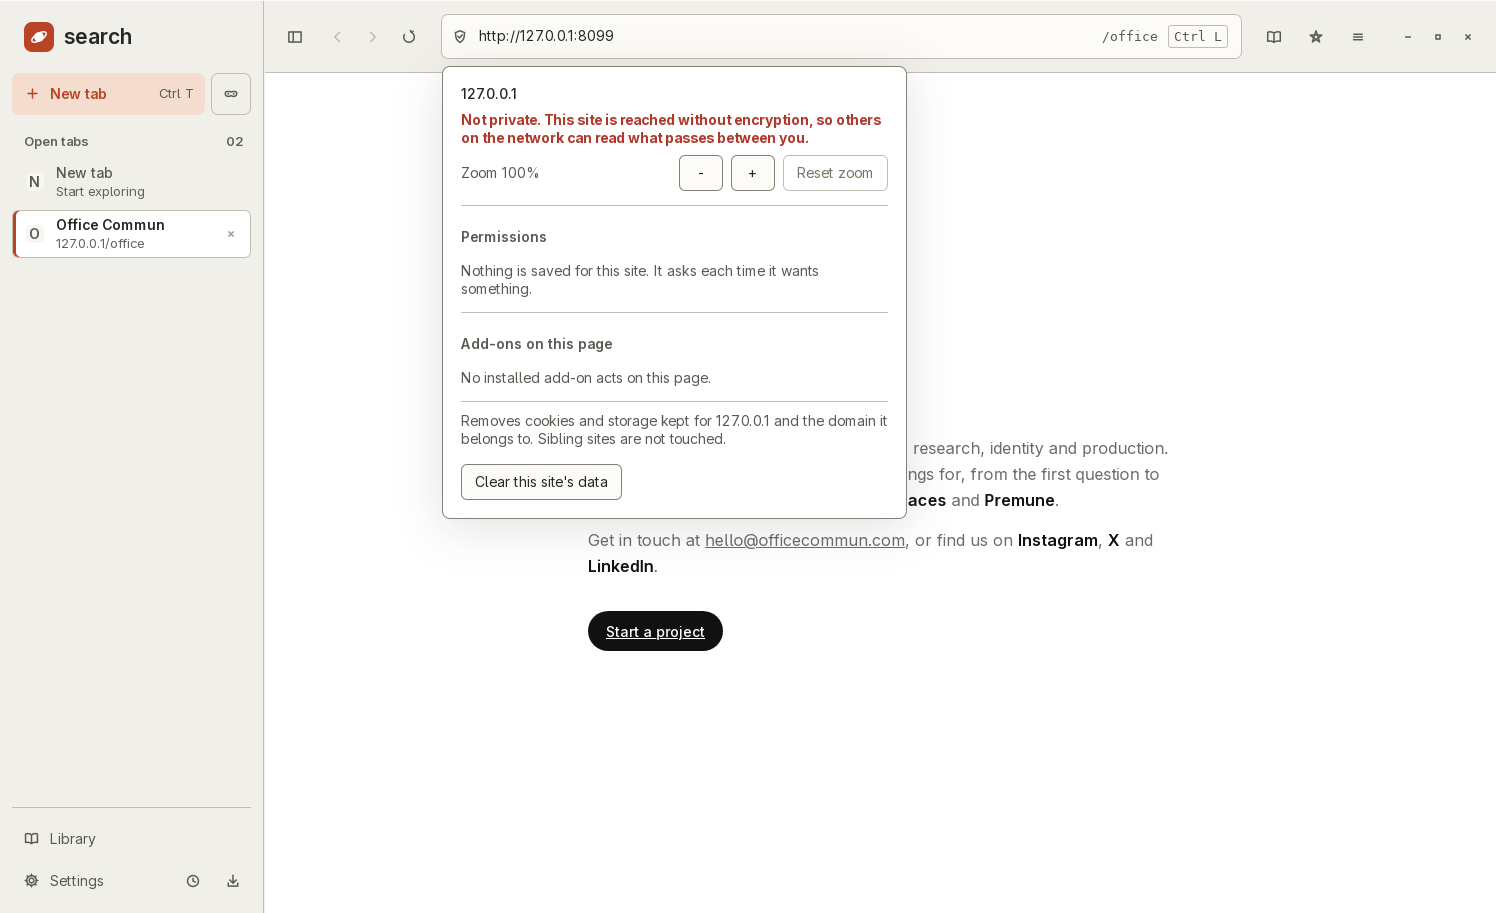 search
http://127.0.0.1:8099
/office
Ctrl L
New tab
Ctrl T
Open tabs
02
N
New tab
Start exploring
O
Office Commun
127.0.0.1/office
127.0.0.1
Not private. This site is reached without encryption, so others
on the network can read what passes between you.
Zoom 100%
-
+
Reset zoom
Permissions
Nothing is saved for this site. It asks each time it wants
something.
Add-ons on this page
No installed add-on acts on this page.
Removes cookies and storage kept for 127.0.0.1 and the domain it
belongs to. Sibling sites are not touched.
Clear this site's data
research, identity and production.
ngs for, from the first question to
aces and Premune.
Get in touch at hello@officecommun.com, or find us on Instagram, X and
LinkedIn.
Start a project
Library
Settings